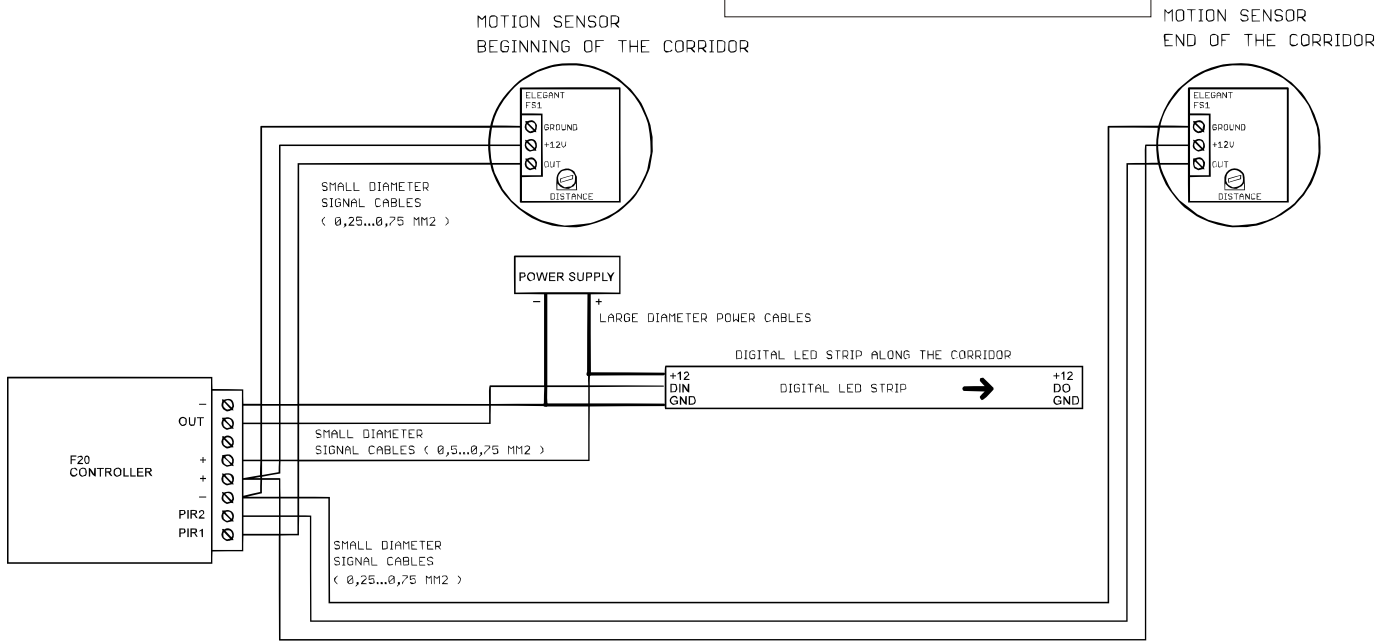 MOTION SENSOR
BEGINNING OF THE CORRIDOR
MOTION SENSOR
END OF THE CORRIDOR
ELEGANT
FS1
GROUND
+12V
OUT
DISTANCE
ELEGANT
FS1
GROUND
+12V
OUT
DISTANCE
SMALL DIAMETER
SIGNAL CABLES
( 0,25...0,75 MM2 )
POWER SUPPLY
− +
LARGE DIAMETER POWER CABLES
DIGITAL LED STRIP ALONG THE CORRIDOR
+12
DIN
GND
DIGITAL LED STRIP
+12
DO
GND
F20
CONTROLLER
−
OUT
+
+
−
PIR2
PIR1
SMALL DIAMETER
SIGNAL CABLES ( 0,5...0,75 MM2 )
SMALL DIAMETER
SIGNAL CABLES
( 0,25...0,75 MM2 )